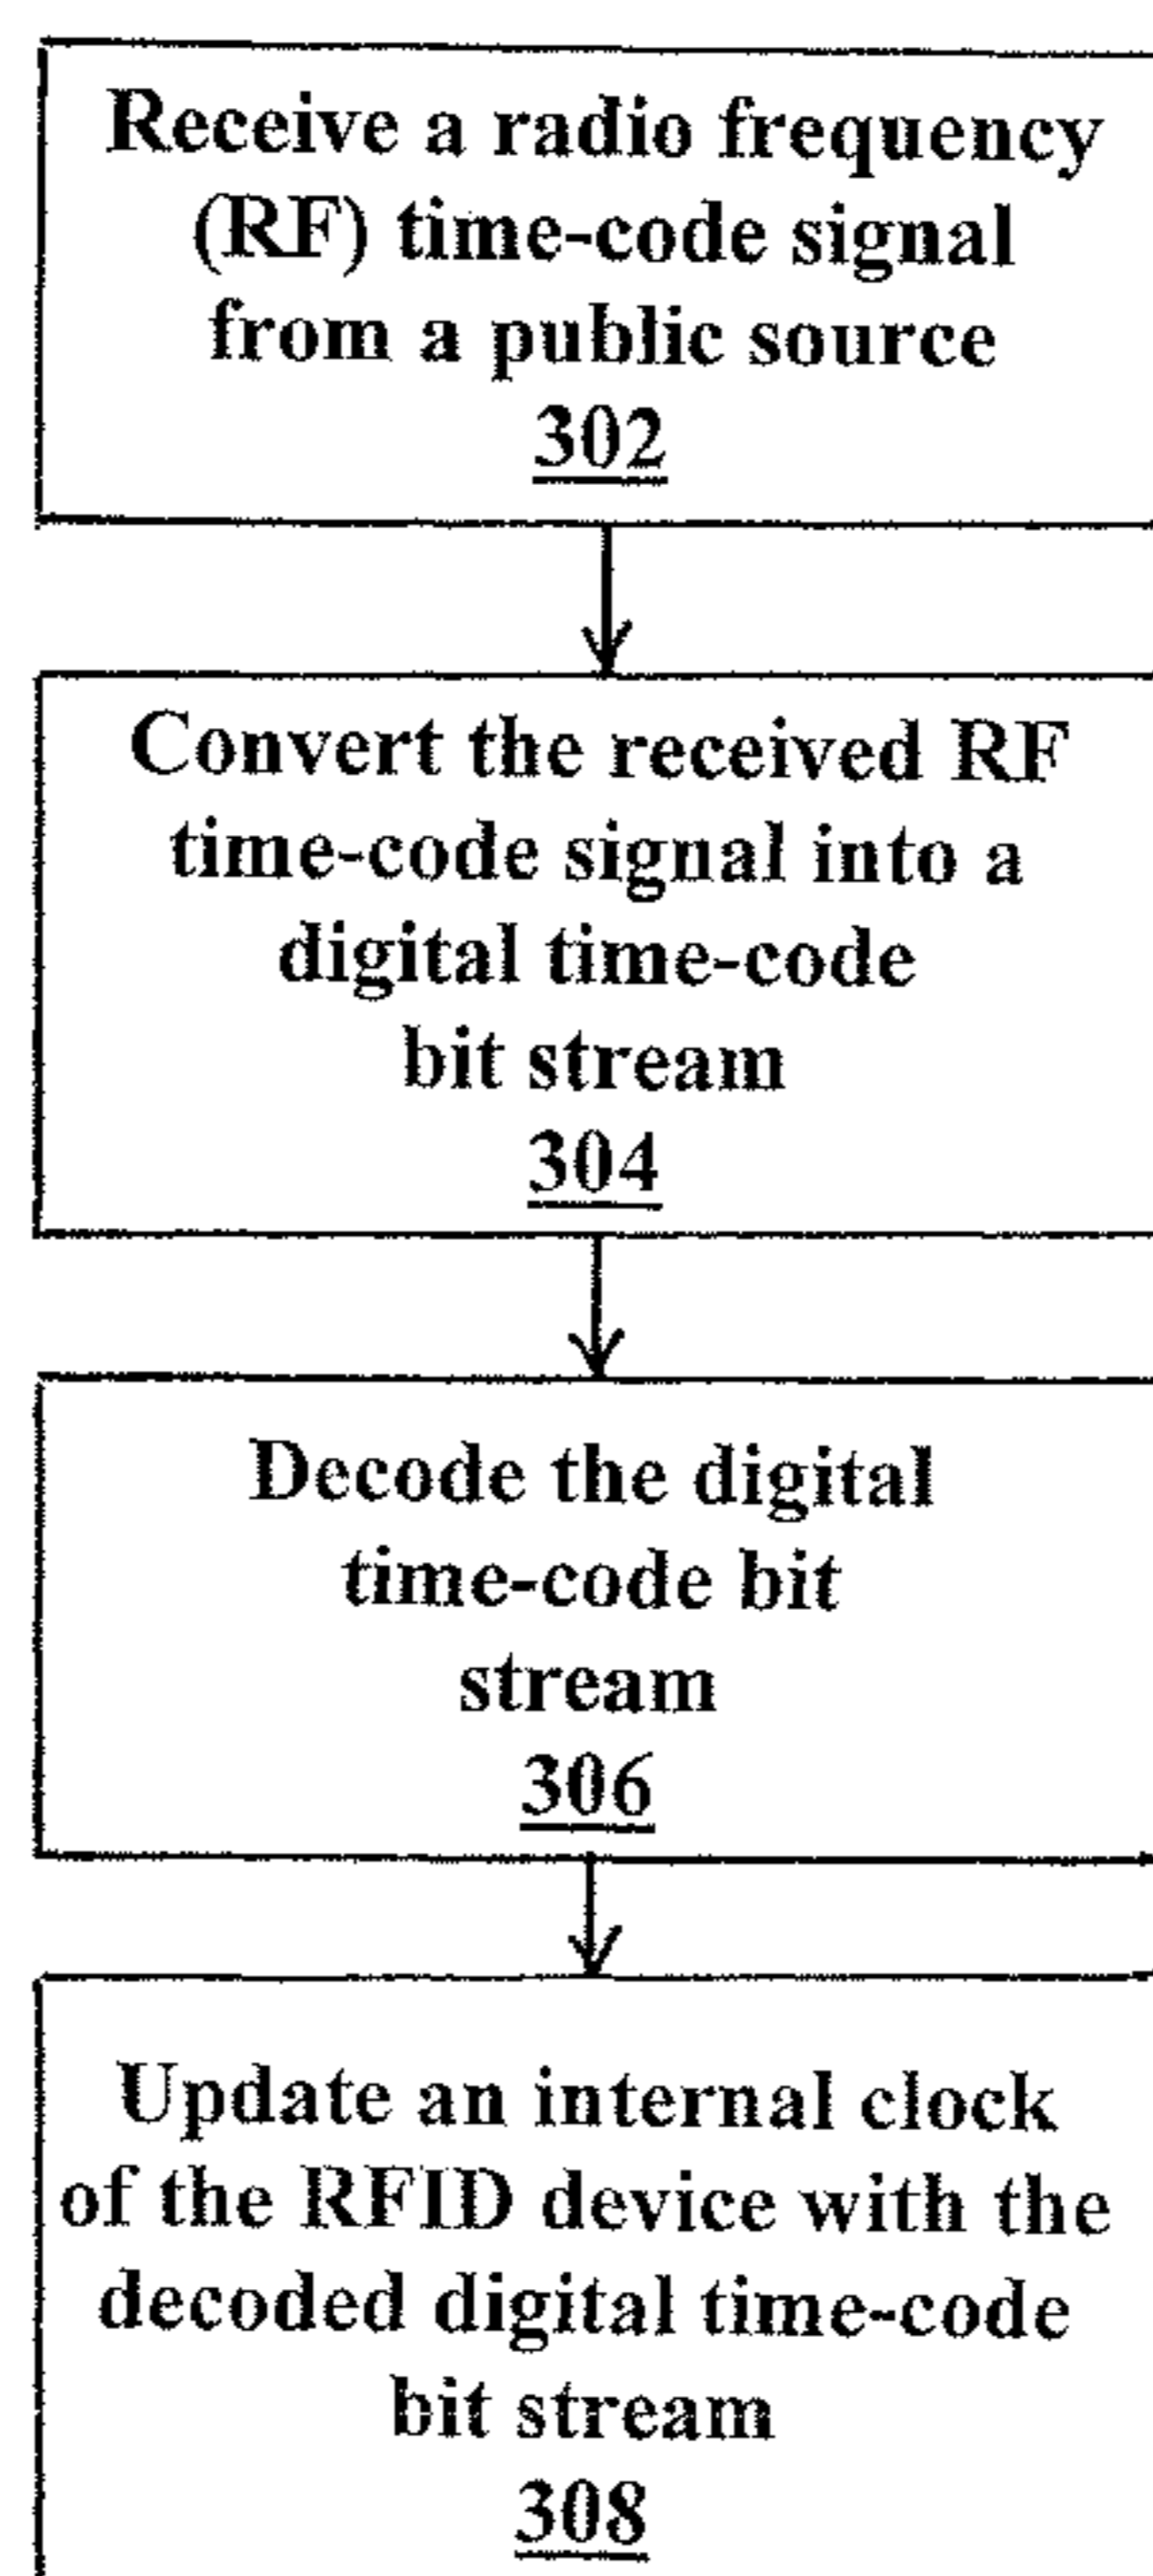 Receive a radio frequency
(RF) time-code signal
from a public source
302
Convert the received RF
time-code signal into a
digital time-code
bit stream
304
Decode the digital
time-code bit
stream
306
Update an internal clock
of the RFID device with the
decoded digital time-code
bit stream
308